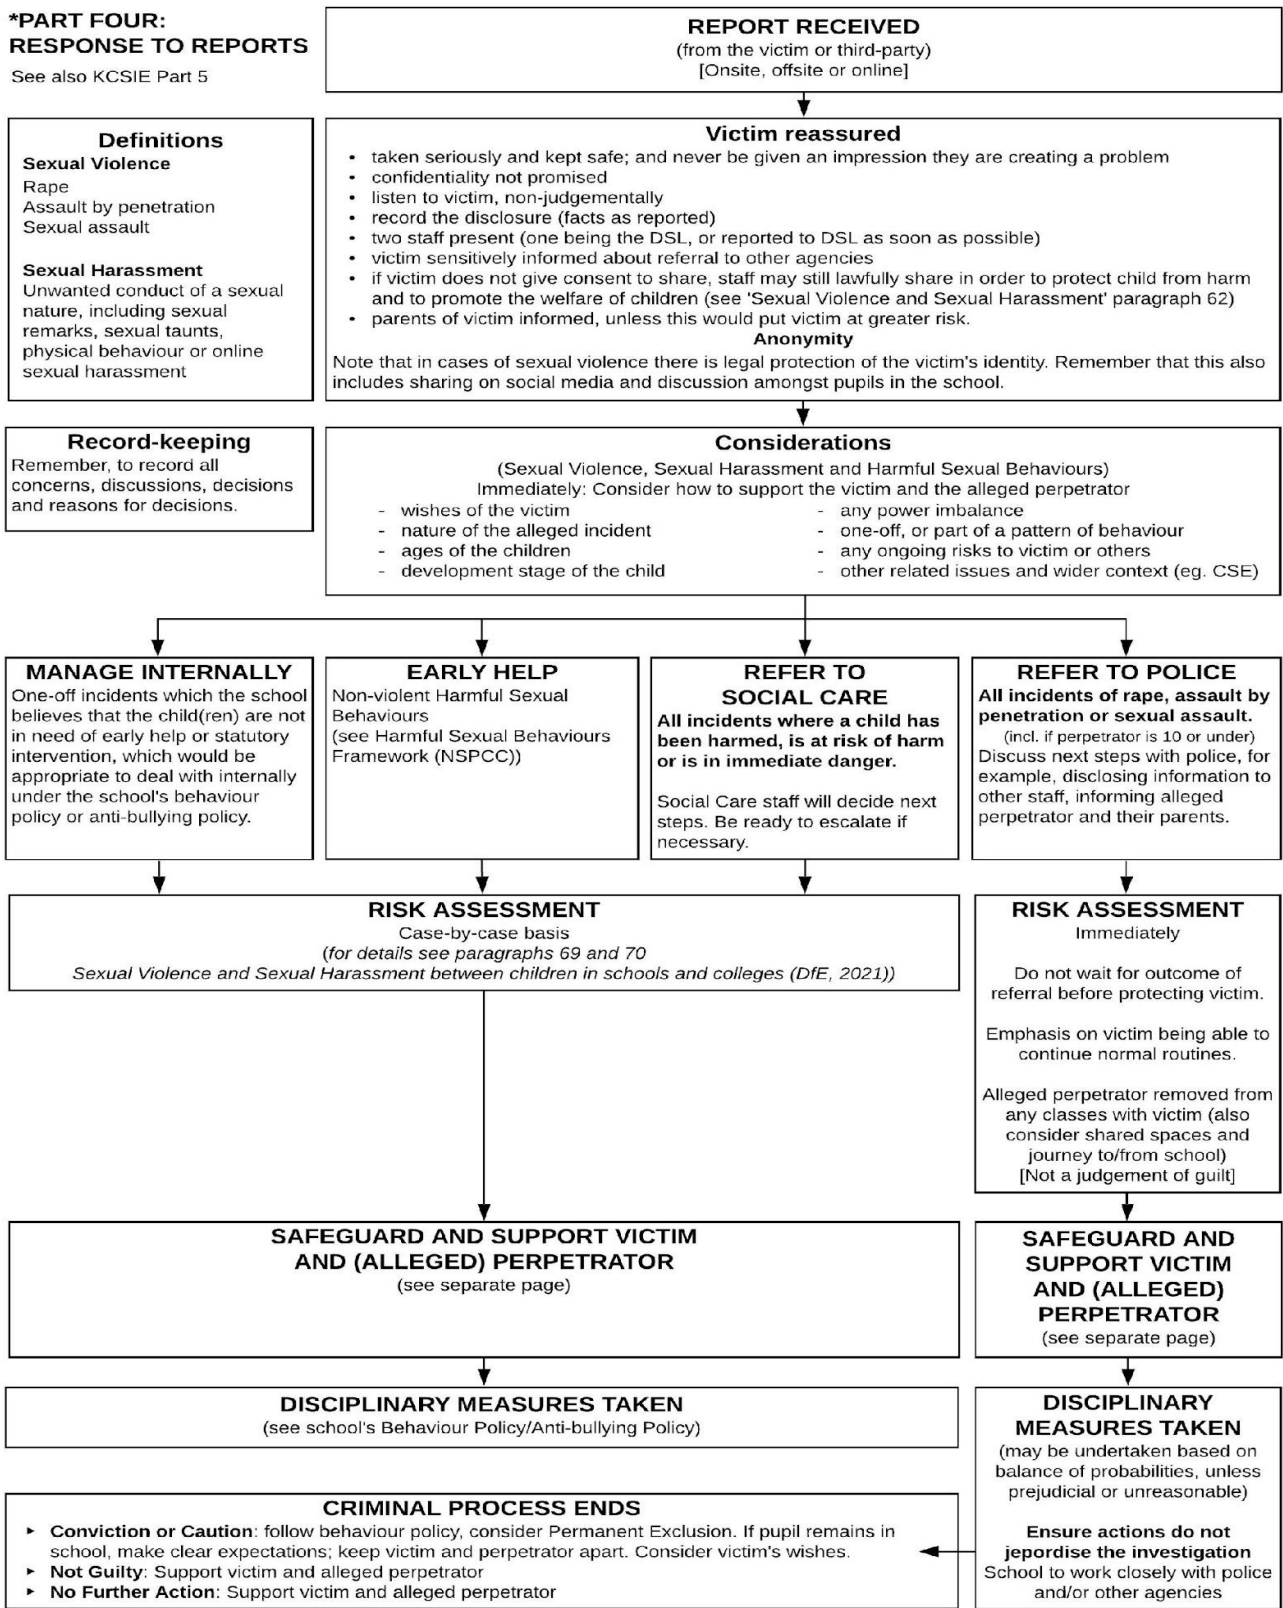 *PART FOUR:
RESPONSE TO REPORTS
See also KCSIE Part 5
REPORT RECEIVED
(from the victim or third-party)
[Onsite, offsite or online]
Definitions
Sexual Violence
Rape
Assault by penetration
Sexual assault
Sexual Harassment
Unwanted conduct of a sexual
nature, including sexual
remarks, sexual taunts,
physical behaviour or online
sexual harassment
Victim reassured
• taken seriously and kept safe; and never be given an impression they are creating a problem
• confidentiality not promised
• listen to victim, non-judgementally
• record the disclosure (facts as reported)
• two staff present (one being the DSL, or reported to DSL as soon as possible)
• victim sensitively informed about referral to other agencies
• if victim does not give consent to share, staff may still lawfully share in order to protect child from harm
and to promote the welfare of children (see 'Sexual Violence and Sexual Harassment' paragraph 62)
• parents of victim informed, unless this would put victim at greater risk.
Anonymity
Note that in cases of sexual violence there is legal protection of the victim's identity. Remember that this also
includes sharing on social media and discussion amongst pupils in the school.
Record-keeping
Remember, to record all
concerns, discussions, decisions
and reasons for decisions.
Considerations
(Sexual Violence, Sexual Harassment and Harmful Sexual Behaviours)
Immediately: Consider how to support the victim and the alleged perpetrator
- wishes of the victim
- nature of the alleged incident
- ages of the children
- development stage of the child
- any power imbalance
- one-off, or part of a pattern of behaviour
- any ongoing risks to victim or others
- other related issues and wider context (eg. CSE)
MANAGE INTERNALLY
One-off incidents which the school
believes that the child(ren) are not
in need of early help or statutory
intervention, which would be
appropriate to deal with internally
under the school's behaviour
policy or anti-bullying policy.
EARLY HELP
Non-violent Harmful Sexual
Behaviours
(see Harmful Sexual Behaviours
Framework (NSPCC))
REFER TO
SOCIAL CARE
All incidents where a child has
been harmed, is at risk of harm
or is in immediate danger.
Social Care staff will decide next
steps. Be ready to escalate if
necessary.
REFER TO POLICE
All incidents of rape, assault by
penetration or sexual assault.
(incl. if perpetrator is 10 or under)
Discuss next steps with police, for
example, disclosing information to
other staff, informing alleged
perpetrator and their parents.
RISK ASSESSMENT
Case-by-case basis
(for details see paragraphs 69 and 70
Sexual Violence and Sexual Harassment between children in schools and colleges (DfE, 2021))
RISK ASSESSMENT
Immediately
Do not wait for outcome of
referral before protecting victim.
Emphasis on victim being able to
continue normal routines.
Alleged perpetrator removed from
any classes with victim (also
consider shared spaces and
journey to/from school)
[Not a judgement of guilt]
SAFEGUARD AND SUPPORT VICTIM
AND (ALLEGED) PERPETRATOR
(see separate page)
SAFEGUARD AND
SUPPORT VICTIM
AND (ALLEGED)
PERPETRATOR
(see separate page)
DISCIPLINARY MEASURES TAKEN
(see school's Behaviour Policy/Anti-bullying Policy)
DISCIPLINARY
MEASURES TAKEN
(may be undertaken based on
balance of probabilities, unless
prejudicial or unreasonable)
Ensure actions do not
jepordise the investigation
School to work closely with police
and/or other agencies
CRIMINAL PROCESS ENDS
▸ Conviction or Caution: follow behaviour policy, consider Permanent Exclusion. If pupil remains in
school, make clear expectations; keep victim and perpetrator apart. Consider victim's wishes.
▸ Not Guilty: Support victim and alleged perpetrator
▸ No Further Action: Support victim and alleged perpetrator